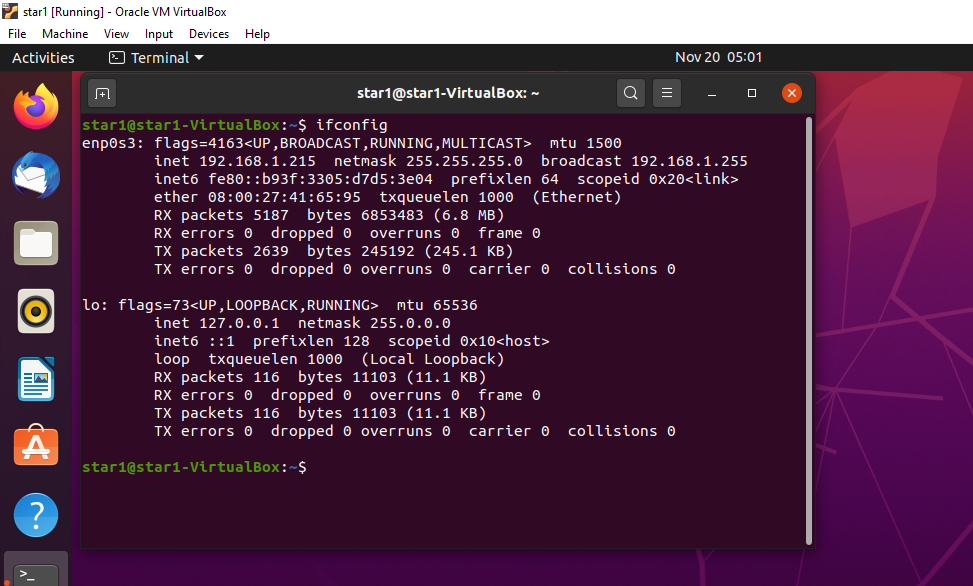 star1 [Running] - Oracle VM VirtualBox
File Machine View Input Devices Help
Activities Terminal Nov 20 05:01
star1@star1-VirtualBox: ~
star1@star1-VirtualBox:~$ ifconfig
enp0s3: flags=4163<UP,BROADCAST,RUNNING,MULTICAST>  mtu 1500
        inet 192.168.1.215  netmask 255.255.255.0  broadcast 192.168.1.255
        inet6 fe80::b93f:3305:d7d5:3e04  prefixlen 64  scopeid 0x20<link>
        ether 08:00:27:41:65:95  txqueuelen 1000  (Ethernet)
        RX packets 5187  bytes 6853483 (6.8 MB)
        RX errors 0  dropped 0  overruns 0  frame 0
        TX packets 2639  bytes 245192 (245.1 KB)
        TX errors 0  dropped 0 overruns 0  carrier 0  collisions 0
lo: flags=73<UP,LOOPBACK,RUNNING>  mtu 65536
        inet 127.0.0.1  netmask 255.0.0.0
        inet6 ::1  prefixlen 128  scopeid 0x10<host>
        loop  txqueuelen 1000  (Local Loopback)
        RX packets 116  bytes 11103 (11.1 KB)
        RX errors 0  dropped 0  overruns 0  frame 0
        TX packets 116  bytes 11103 (11.1 KB)
        TX errors 0  dropped 0 overruns 0  carrier 0  collisions 0
star1@star1-VirtualBox:~$